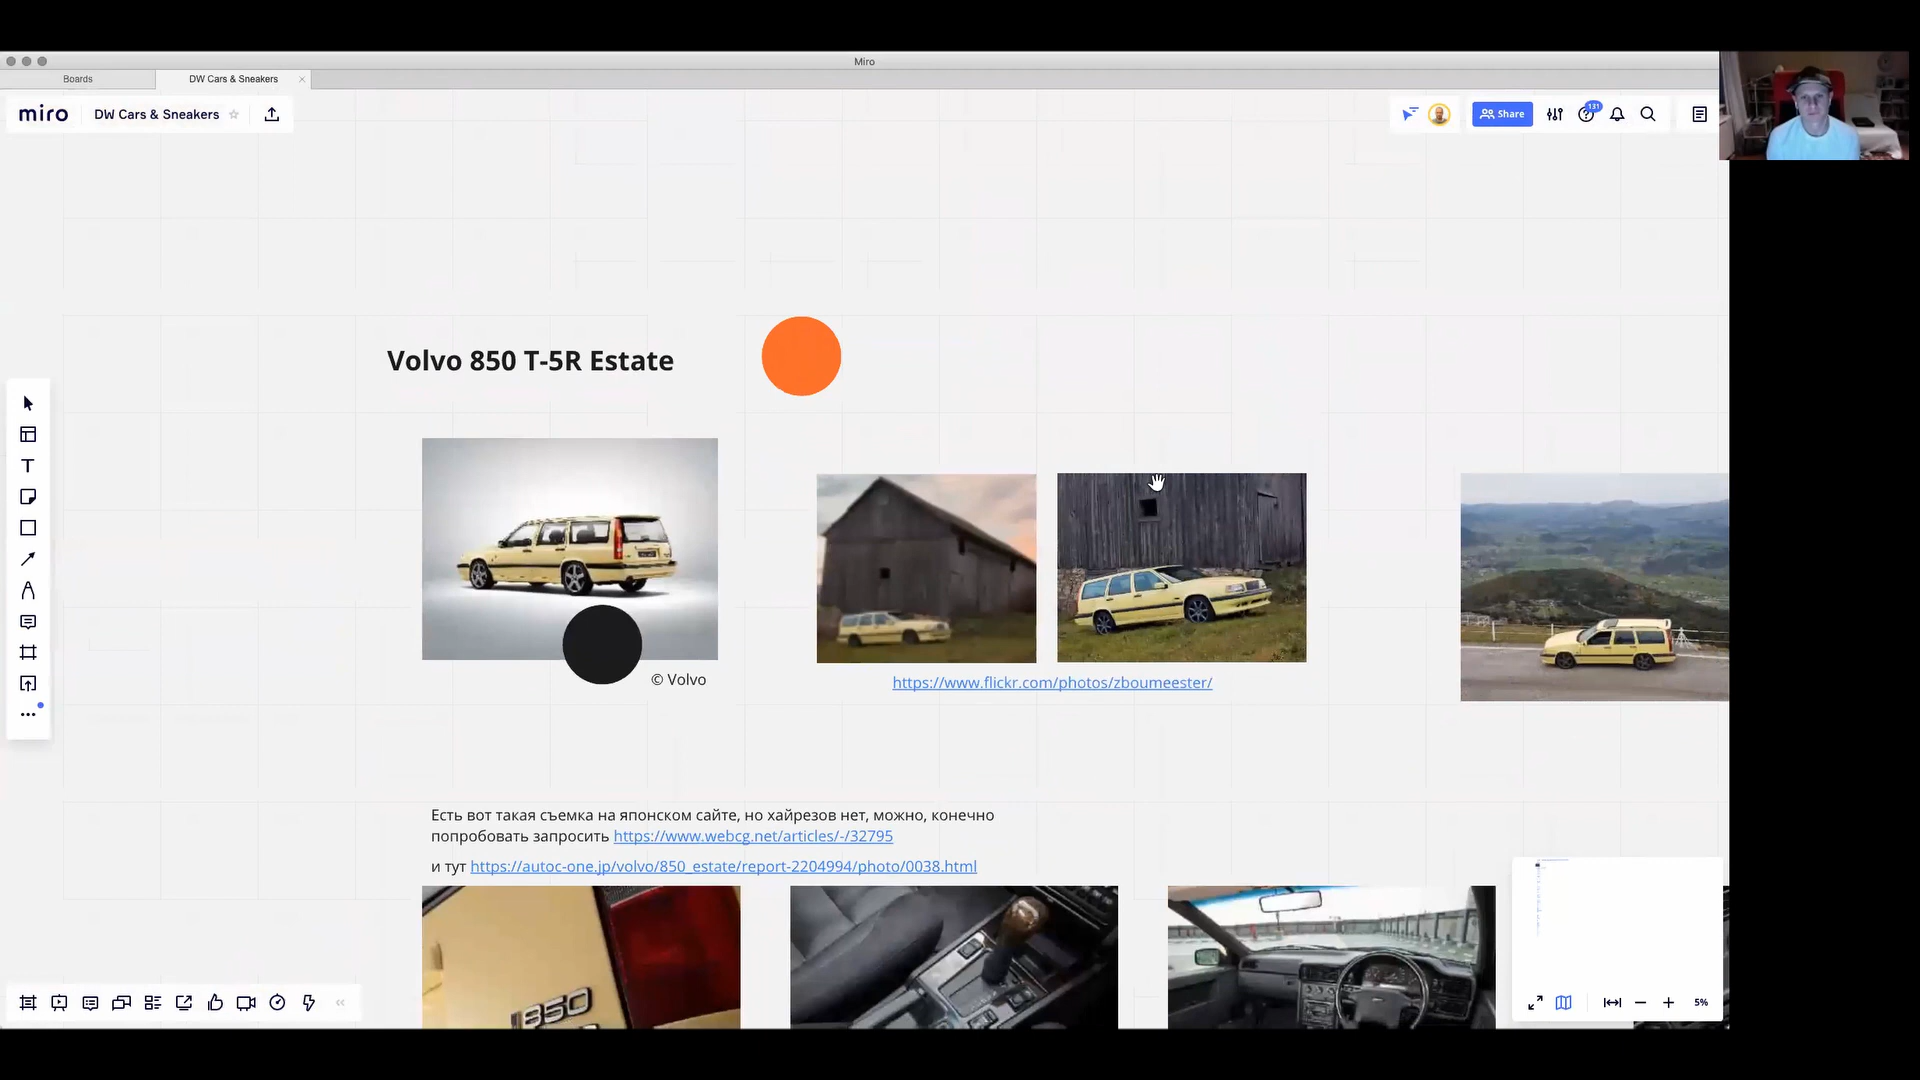 Miro
Boards
DW Cars & Sneakers
miro
DW Cars & Sneakers
Share
131
Volvo 850 T-5R Estate
© Volvo
https://www.flickr.com/photos/zboumeester/
Есть вот такая съемка на японском сайте, но хайрезов нет, можно, конечно
попробовать запросить https://www.webcg.net/articles/-/32795
и тут https://autoc-one.jp/volvo/850_estate/report-2204994/photo/0038.html
850
5%